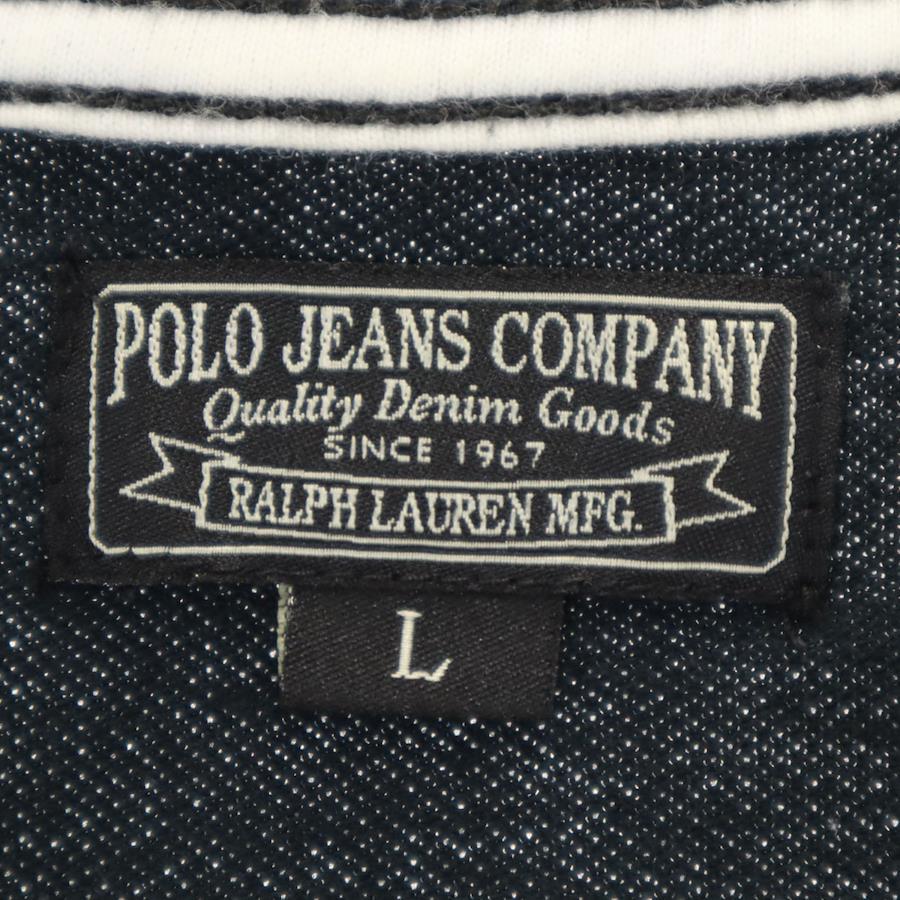 POLO JEANS COMPANY
Quality Denim Goods
SINCE 1967
RALPH LAUREN MFG.
L